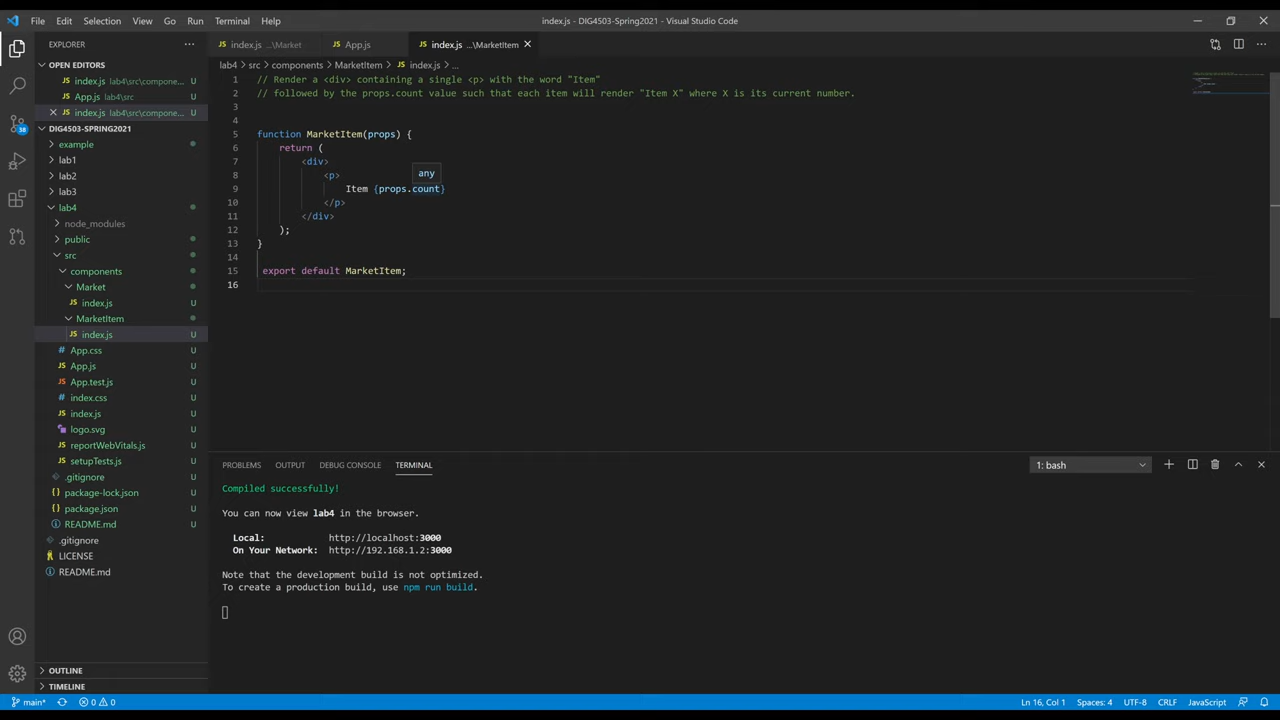 File Edit Selection View Go Run Terminal Help index.js - DIG4503-Spring2021 - Visual Studio Code
EXPLORER
OPEN EDITORS
index.js lab4\src\compone...
App.js lab4\src
index.js lab4\src\compone...
DIG4503-SPRING2021
example
lab1
lab2
lab3
lab4
node_modules
public
src
components
Market
index.js U
MarketItem
index.js U
App.css U
App.js U
App.test.js U
index.css U
index.js U
logo.svg U
reportWebVitals.js U
setupTests.js U
.gitignore U
package-lock.json U
package.json U
README.md U
.gitignore
LICENSE
README.md
OUTLINE
TIMELINE
38
index.js ...\Market App.js index.js ...\MarketItem
lab4 > src > components > MarketItem > JS index.js > ...
1 // Render a <div> containing a single <p> with the word "Item"
2 // followed by the props.count value such that each item will render "Item X" where X is its current number.
3
4
5 function MarketItem(props) {
6 return (
7 <div>
any
8 <p>
9 Item {props.count}
10 </p>
11 </div>
12 );
13 }
14
15 export default MarketItem;
16
PROBLEMS OUTPUT DEBUG CONSOLE TERMINAL 1: bash
Compiled successfully!
You can now view lab4 in the browser.
Local: http://localhost:3000
On Your Network: http://192.168.1.2:3000
Note that the development build is not optimized.
To create a production build, use npm run build.
main* 0 0 Ln 16, Col 1 Spaces: 4 UTF-8 CRLF JavaScript